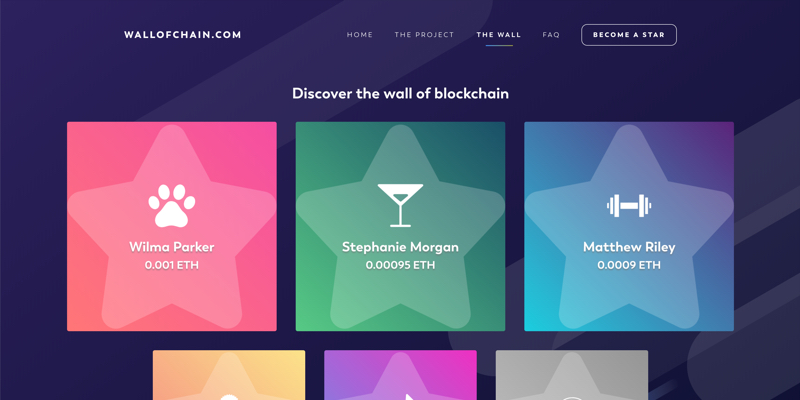 WALLOFCHAIN.COM
HOME THE PROJECT THE WALL FAQ BECOME A STAR
Discover the wall of blockchain
Wilma Parker
0.001 ETH
Stephanie Morgan
0.00095 ETH
Matthew Riley
0.0009 ETH